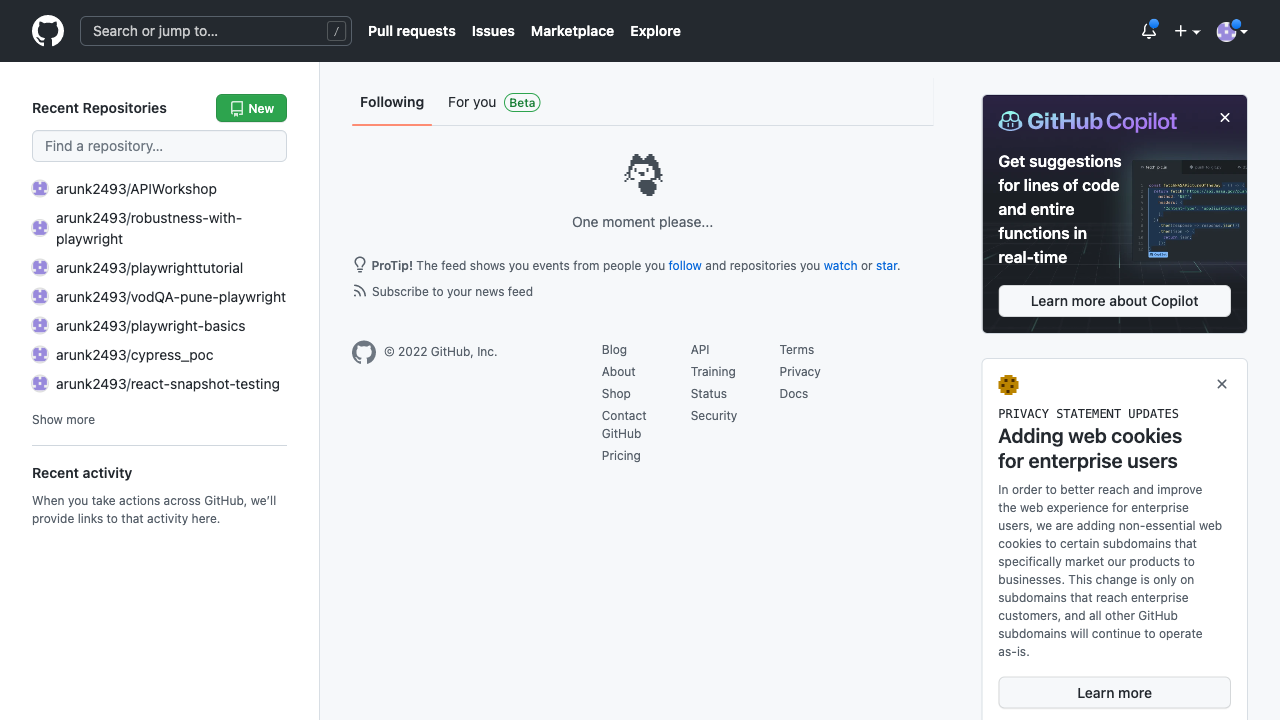 Search or jump to…
/
Pull requests
Issues
Marketplace
Explore
Recent Repositories
New
Find a repository…
arunk2493/APIWorkshop
arunk2493/robustness-with-
playwright
arunk2493/playwrighttutorial
arunk2493/vodQA-pune-playwright
arunk2493/playwright-basics
arunk2493/cypress_poc
arunk2493/react-snapshot-testing
Show more
Recent activity
When you take actions across GitHub, we’ll
provide links to that activity here.
Following
For you
Beta
One moment please...
ProTip! The feed shows you events from people you follow and repositories you watch or star.
Subscribe to your news feed
© 2022 GitHub, Inc.
Blog
About
Shop
Contact
GitHub
Pricing
API
Training
Status
Security
Terms
Privacy
Docs
GitHub Copilot
Get suggestions
for lines of code
and entire
functions in
real-time
Learn more about Copilot
PRIVACY STATEMENT UPDATES
Adding web cookies
for enterprise users
In order to better reach and improve
the web experience for enterprise
users, we are adding non-essential web
cookies to certain subdomains that
specifically market our products to
businesses. This change is only on
subdomains that reach enterprise
customers, and all other GitHub
subdomains will continue to operate
as-is.
Learn more